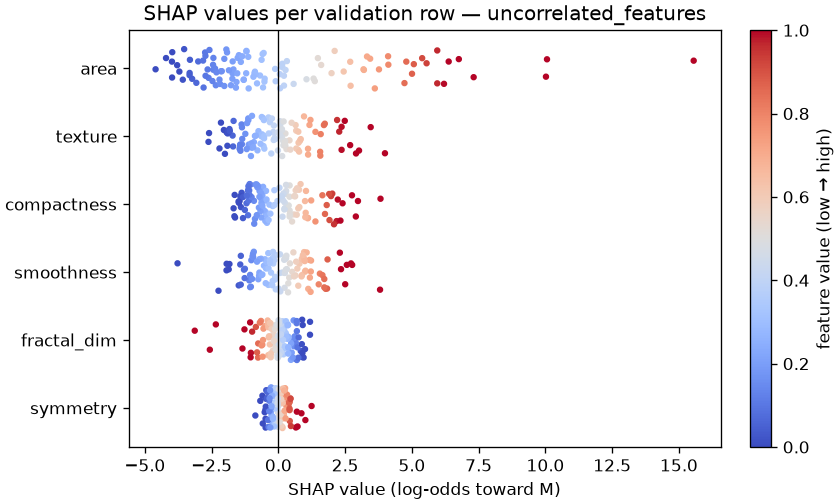 SHAP values per validation row — uncorrelated_features
area
texture
compactness
smoothness
fractal_dim
symmetry
−5.0 −2.5 0.0 2.5 5.0 7.5 10.0 12.5 15.0
SHAP value (log-odds toward M)
1.0
0.8
0.6
0.4
0.2
0.0
feature value (low → high)